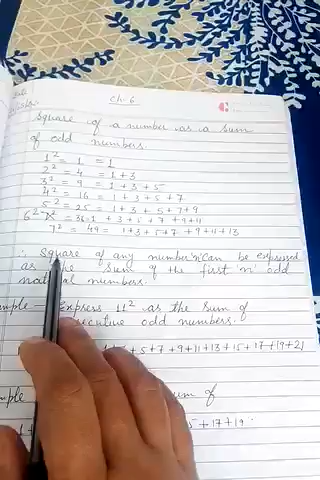 Ch-6
Square of a number as a sum
of odd numbers.
1² = 1 = 1
2² = 4 = 1+3
3² = 9 = 1+3+5
4² = 16 = 1+3+5+7
5² = 25 = 1+3+5+7+9
6² = 36 = 1+3+5+7+9+11
7² = 49 = 1+3+5+7+9+11+13
∴ Square of any number 'n' can be expressed
as the sum of the first 'n' odd
natural numbers.
Express 11² as the sum of
odd numbers.
+5+7+9+11+13+15+17+19+21
of
+17+19.